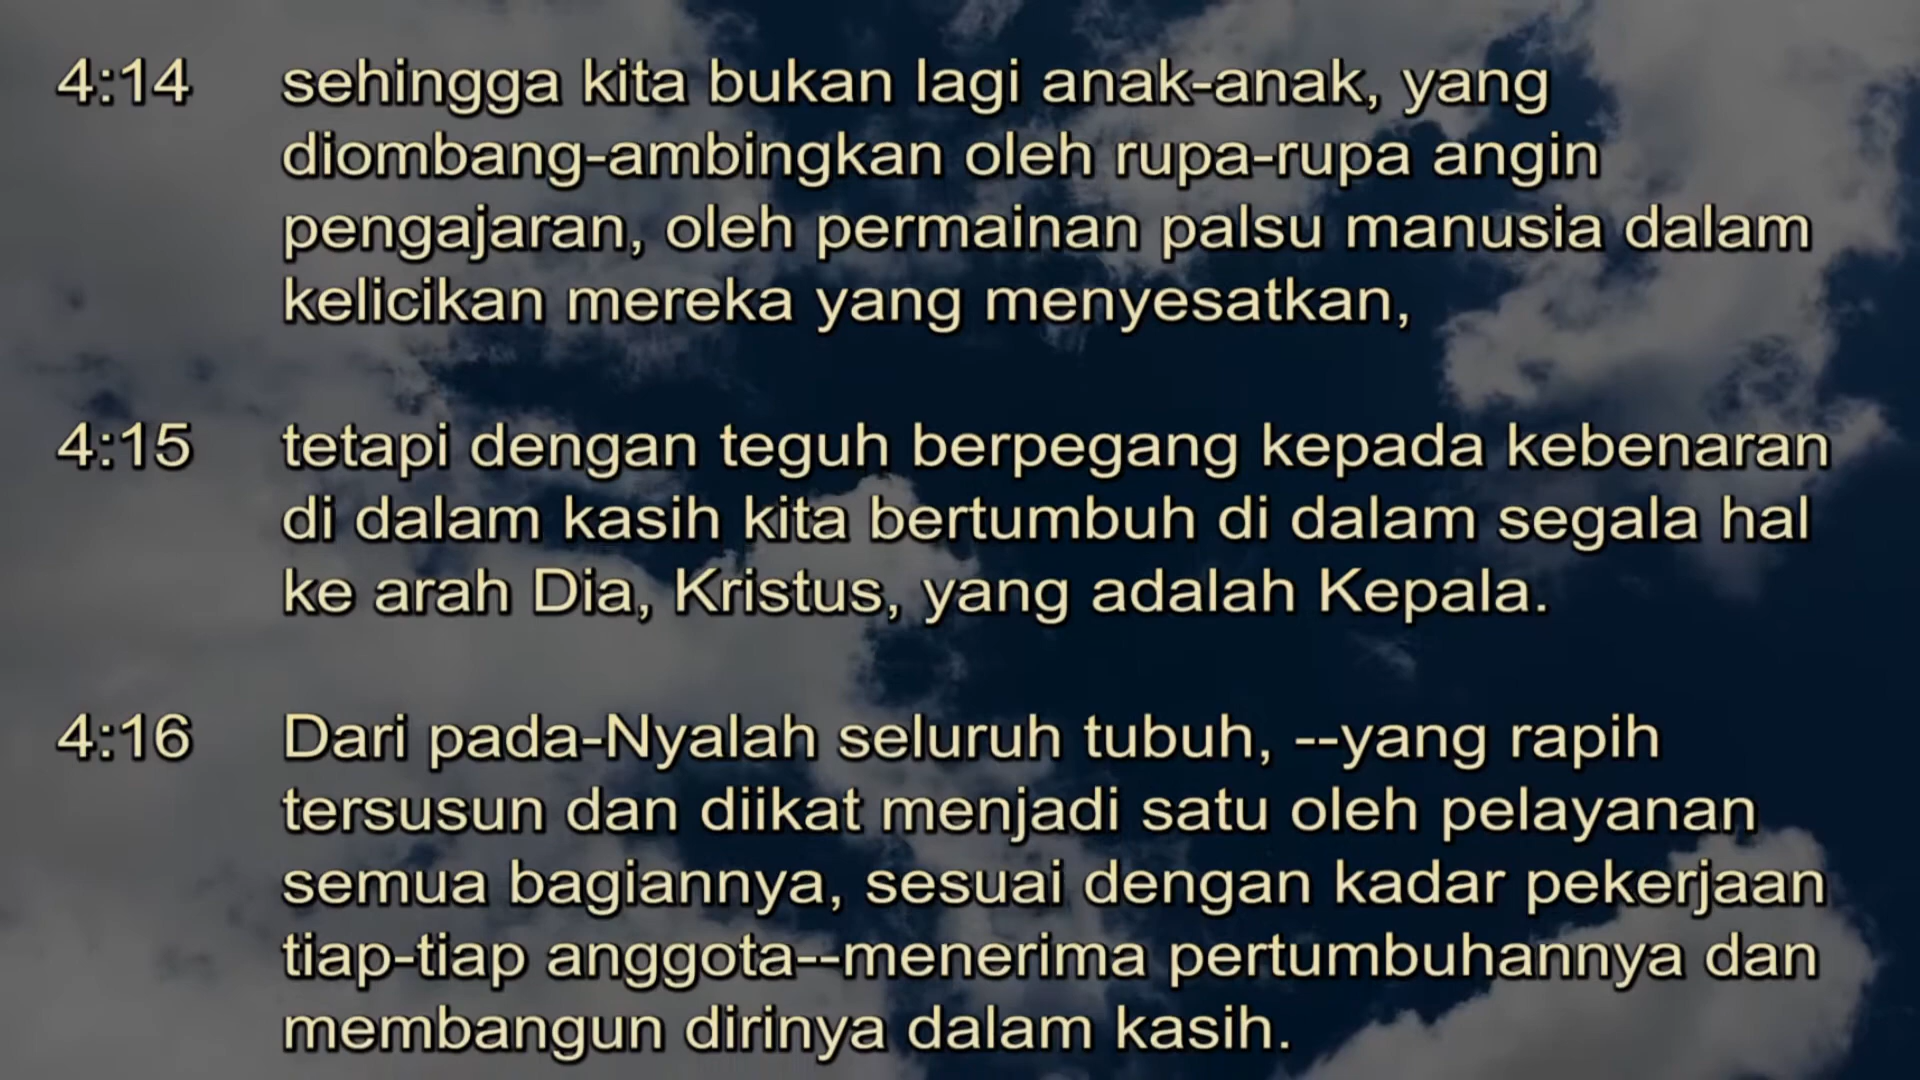 4:14 sehingga kita bukan lagi anak-anak, yang
diombang-ambingkan oleh rupa-rupa angin
pengajaran, oleh permainan palsu manusia dalam
kelicikan mereka yang menyesatkan,
4:15 tetapi dengan teguh berpegang kepada kebenaran
di dalam kasih kita bertumbuh di dalam segala hal
ke arah Dia, Kristus, yang adalah Kepala.
4:16 Dari pada-Nyalah seluruh tubuh, --yang rapih
tersusun dan diikat menjadi satu oleh pelayanan
semua bagiannya, sesuai dengan kadar pekerjaan
tiap-tiap anggota--menerima pertumbuhannya dan
membangun dirinya dalam kasih.